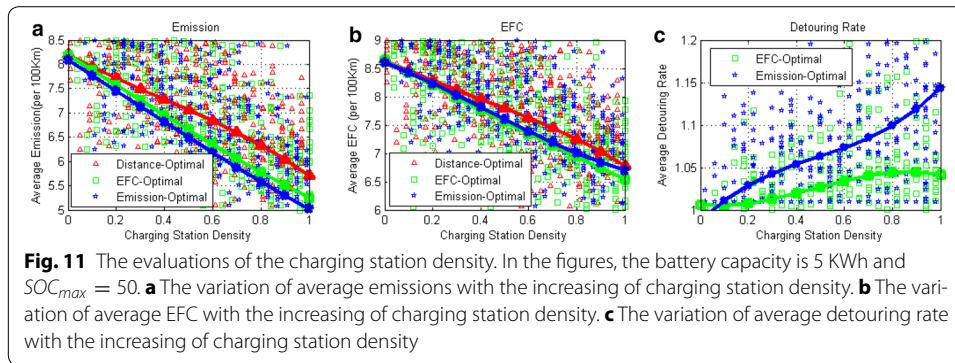 a
Emission
8.5
8
7.5
7
6.5
6
5.5
5
Average Emission(per 100Km)
Distance-Optimal
EFC-Optimal
Emission-Optimal
0 0.2 0.4 0.6 0.8 1
Charging Station Density
b
EFC
9
8.5
8
7.5
7
6.5
6
Average EFC (per 100Km)
Distance-Optimal
EFC-Optimal
Emission-Optimal
0 0.2 0.4 0.6 0.8 1
Charging Station Density
c
Detouring Rate
1.2
1.15
1.1
1.05
1
Average Detouring Rate
EFC-Optimal
Emission-Optimal
0 0.2 0.4 0.6 0.8 1
Charging Station Density
Fig. 11 The evaluations of the charging station density. In the figures, the battery capacity is 5 KWh and
SOCmax = 50. a The variation of average emissions with the increasing of charging station density. b The vari-
ation of average EFC with the increasing of charging station density. c The variation of average detouring rate
with the increasing of charging station density